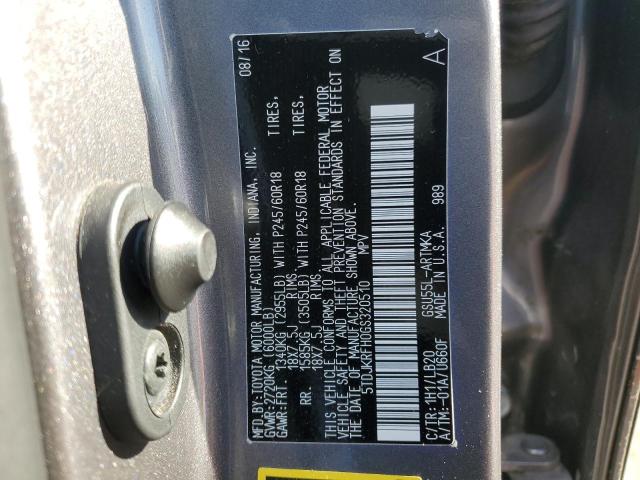 MFD.BY:TOYOTA MOTOR MANUFACTURING, INDIANA, INC. 08/16
GVWR:2720KG(6000LB)
GAWR:FRT. 1340KG(2955LB) WITH P245/60R18 TIRES,
18X7.5J RIMS.
RR. 1585KG(3505LB) WITH P245/60R18 TIRES,
18X7.5J RIMS.
THIS VEHICLE CONFORMS TO ALL APPLICABLE FEDERAL MOTOR
VEHICLE SAFETY AND THEFT PREVENTION STANDARDS IN EFFECT ON
THE DATE OF MANUFACTURE SHOWN ABOVE.
5TDJKRFH0GS320510 MPV
A
GSU55L-ARTMKA
C/TM:1H1/LB20 989
A/TM:-01A/U660F MADE IN U.S.A.